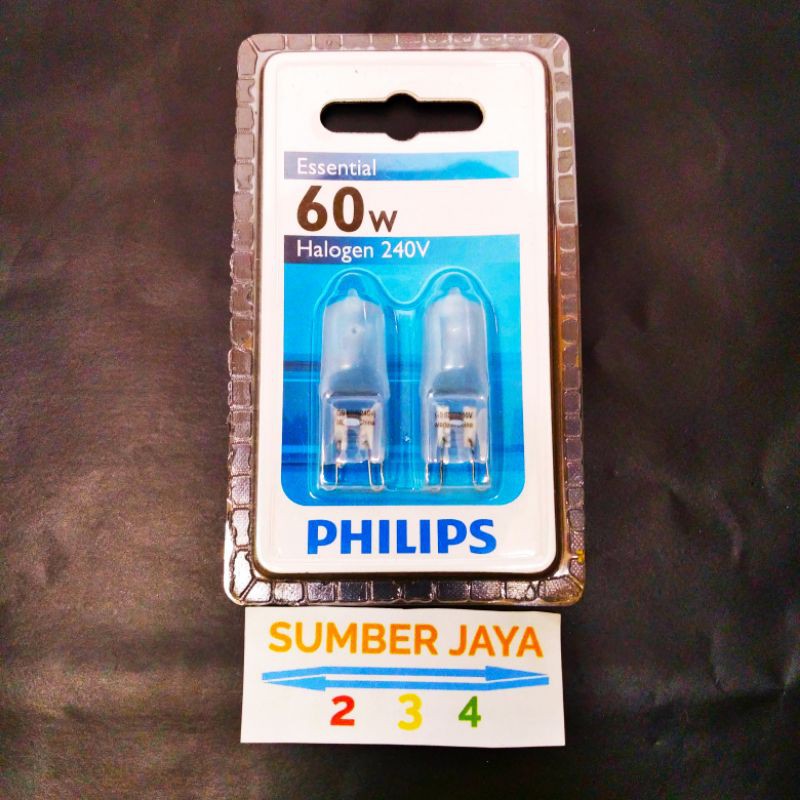 Essential
60w
Halogen 240V
PHILIPS
SUMBER JAYA
2 3 4